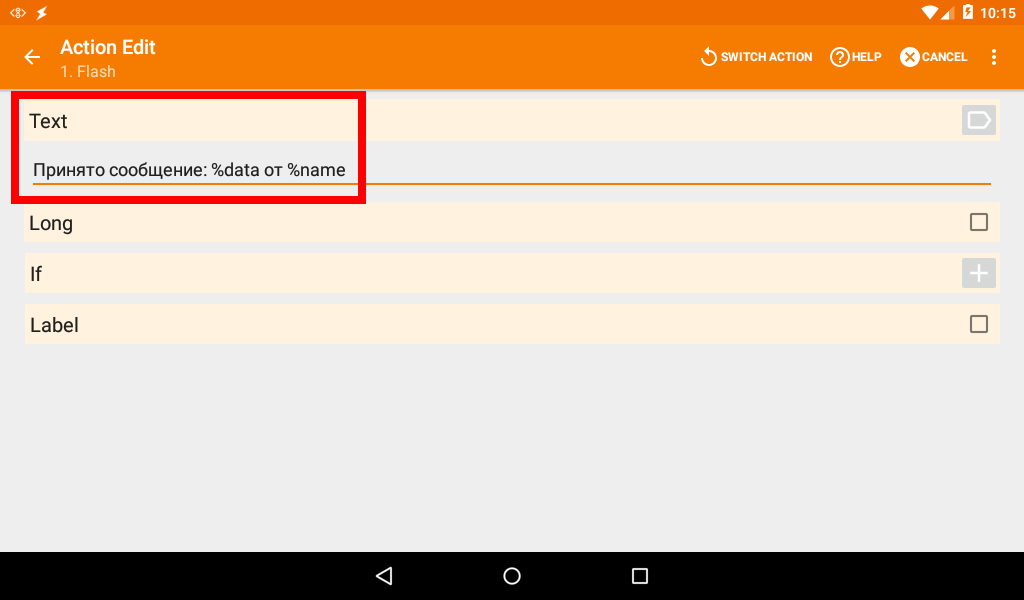 10:15
Action Edit
1. Flash
SWITCH ACTION
HELP
CANCEL
Text
Принято сообщение: %data от %name
Long
If
Label